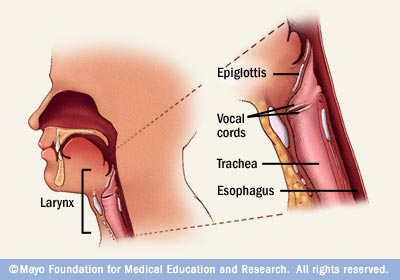 Epiglottis
Vocal
cords
Trachea
Esophagus
Larynx
©Mayo Foundation for Medical Education and Research. All rights reserved.